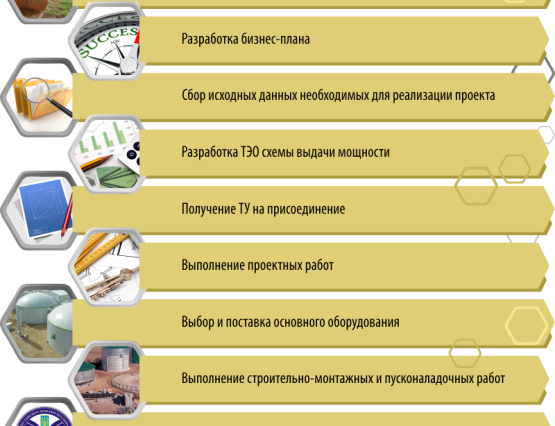 SUCCESS
Разработка бизнес-плана
Сбор исходных данных необходимых для реализации проекта
Разработка ТЭО схемы выдачи мощности
Получение ТУ на присоединение
Выполнение проектных работ
Выбор и поставка основного оборудования
Выполнение строительно-монтажных и пусконаладочных работ